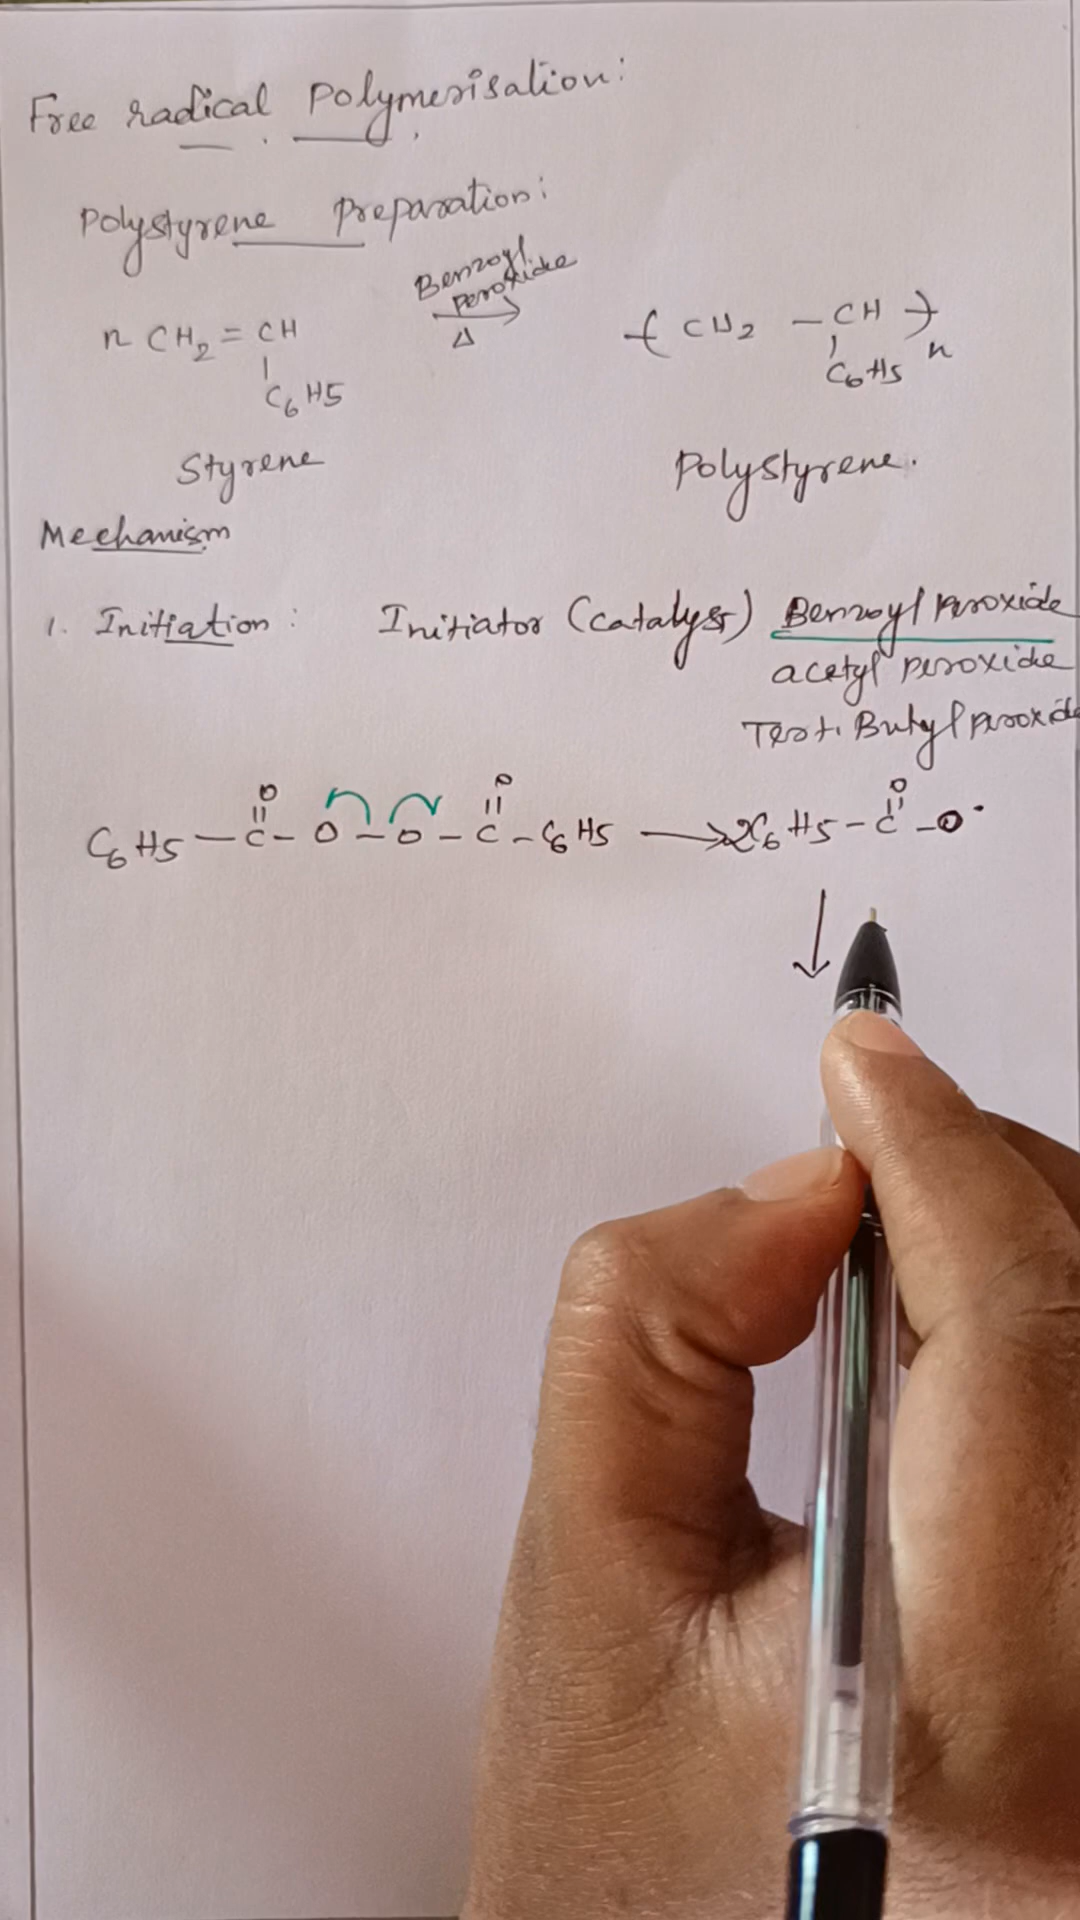 Free radical Polymerisation:
Polystyrene Preparation:
Benzoyl
peroxide
n CH2 = CH
Δ
-( CH2 - CH )-
n
C6H5
C6H5
Styrene
Polystyrene.
Mechanism
1. Initiation : Initiator (catalyst) Benzoyl peroxide
acetyl peroxide
Tert. Butyl peroxide
O O O
|| || ||
C6H5 - C - O - O - C - C6H5 → 2C6H5 - C - O·
↓